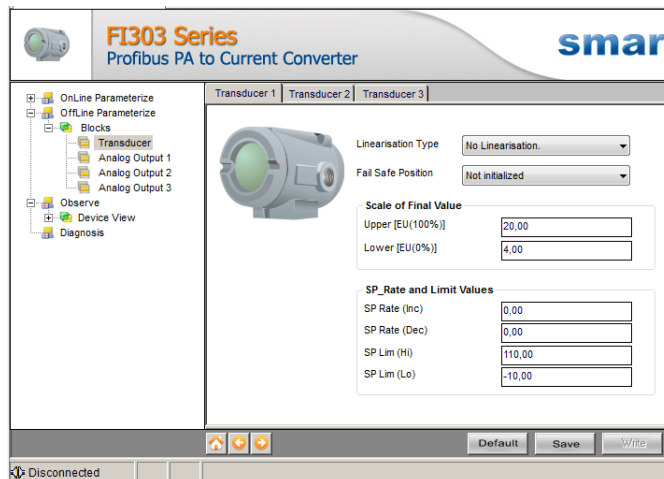 FI303 Series
Profibus PA to Current Converter
smar
OnLine Parameterize
OffLine Parameterize
Blocks
Transducer
Analog Output 1
Analog Output 2
Analog Output 3
Observe
Device View
Diagnosis
Transducer 1 Transducer 2 Transducer 3
Linearisation Type No Linearisation.
Fail Safe Position Not initialized
Scale of Final Value
Upper [EU(100%)] 20,00
Lower [EU(0%)] 4,00
SP_Rate and Limit Values
SP Rate (Inc) 0,00
SP Rate (Dec) 0,00
SP Lim (Hi) 110,00
SP Lim (Lo) -10,00
Default Save Write
Disconnected